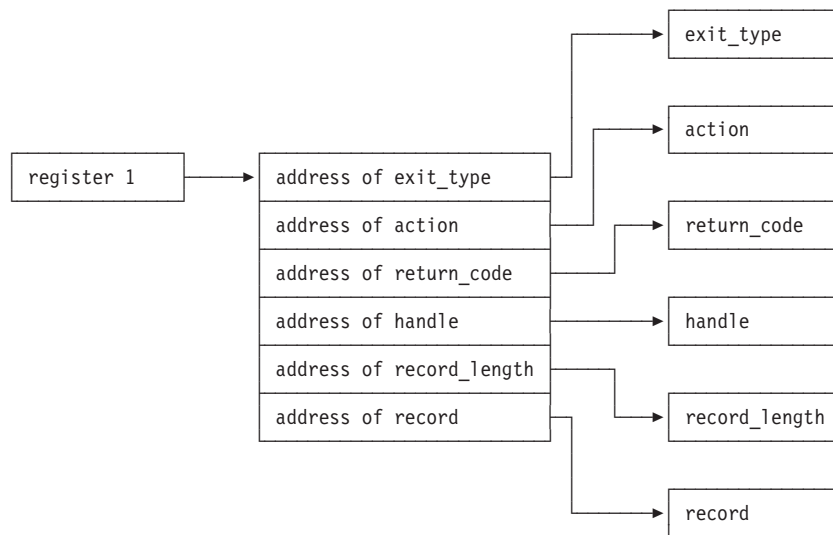 exit_type
action
register 1
address of exit_type
address of action
return_code
address of return_code
address of handle
handle
address of record_length
address of record
record_length
record